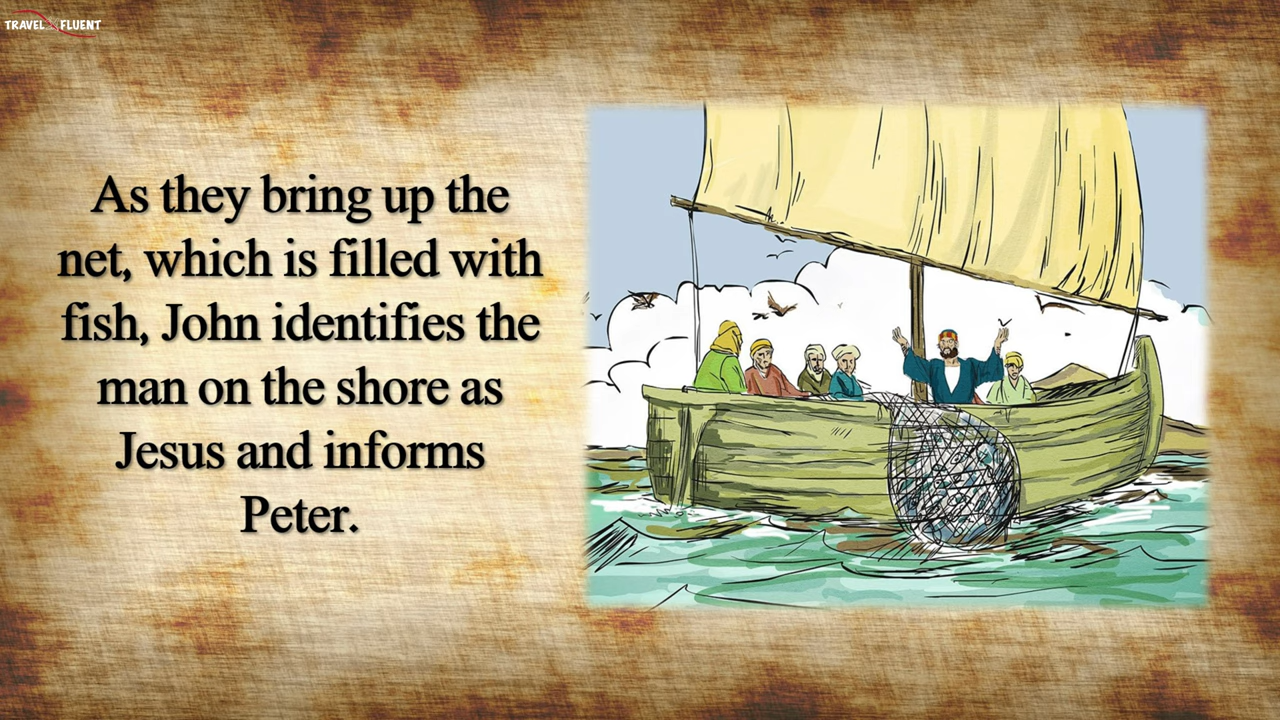 TRAVEL FLUENT
As they bring up the
net, which is filled with
fish, John identifies the
man on the shore as
Jesus and informs
Peter.